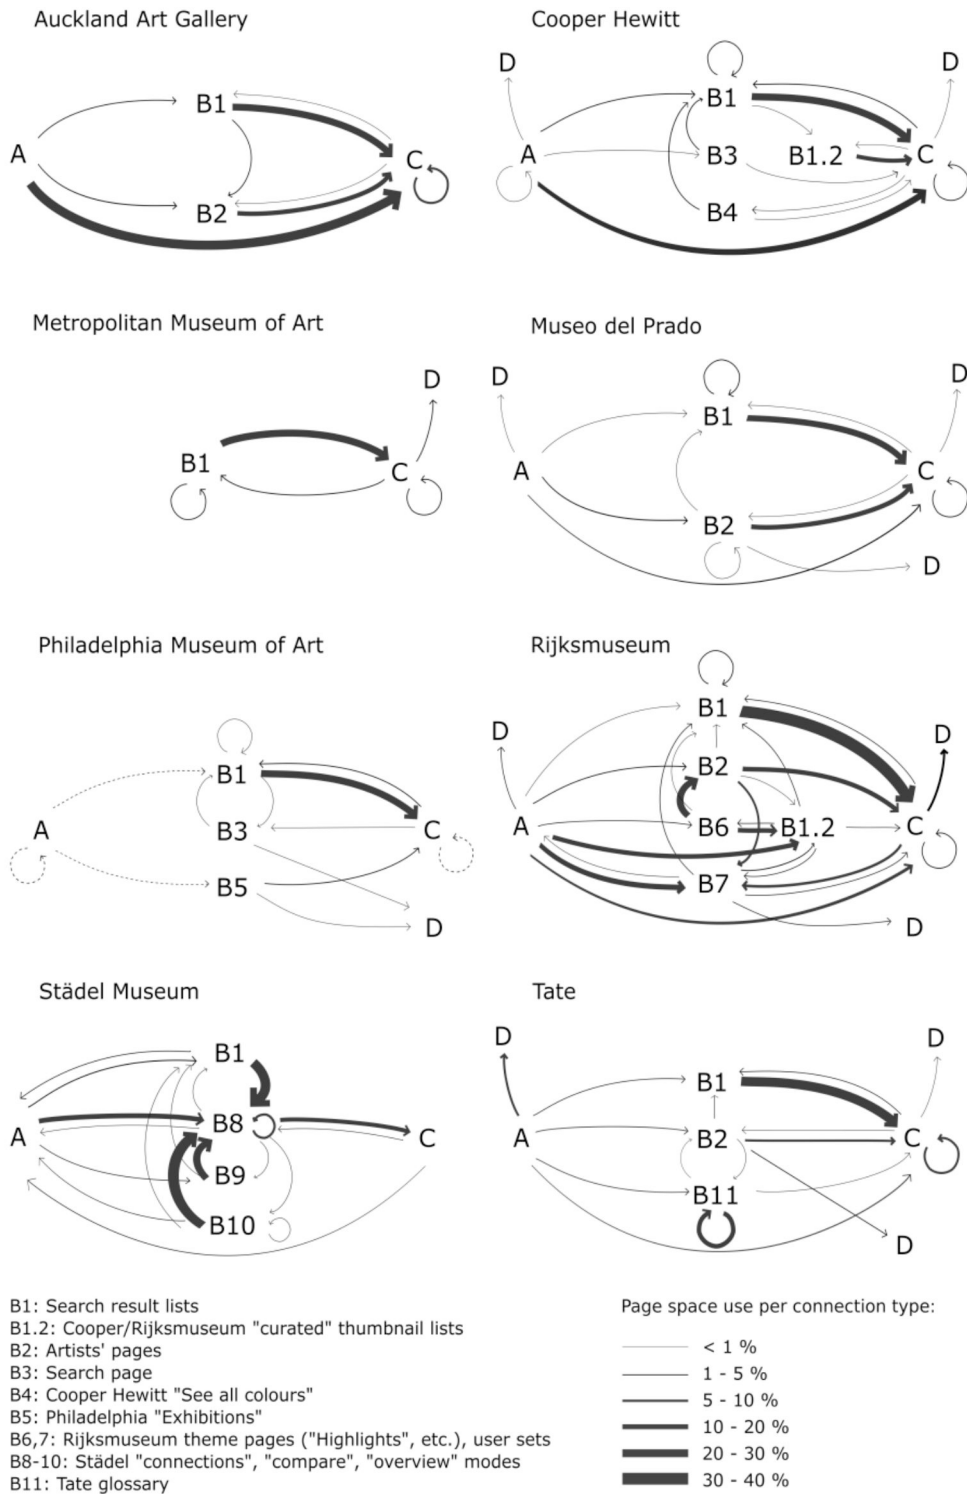 Auckland Art Gallery
A
B1
B2
C
Cooper Hewitt
D
D
B1
A
B3
B1.2
C
B4
Metropolitan Museum of Art
D
B1
C
Museo del Prado
D
D
B1
A
C
B2
D
Philadelphia Museum of Art
B1
A
B3
C
B5
D
Rijksmuseum
B1
D
D
B2
A
B6
B1.2
C
B7
D
Städel Museum
B1
A
B8
C
B9
B10
Tate
D
D
B1
A
B2
C
B11
D
B1: Search result lists
B1.2: Cooper/Rijksmuseum "curated" thumbnail lists
B2: Artists' pages
B3: Search page
B4: Cooper Hewitt "See all colours"
B5: Philadelphia "Exhibitions"
B6,7: Rijksmuseum theme pages ("Highlights", etc.), user sets
B8-10: Städel "connections", "compare", "overview" modes
B11: Tate glossary
Page space use per connection type:
< 1 %
1 - 5 %
5 - 10 %
10 - 20 %
20 - 30 %
30 - 40 %